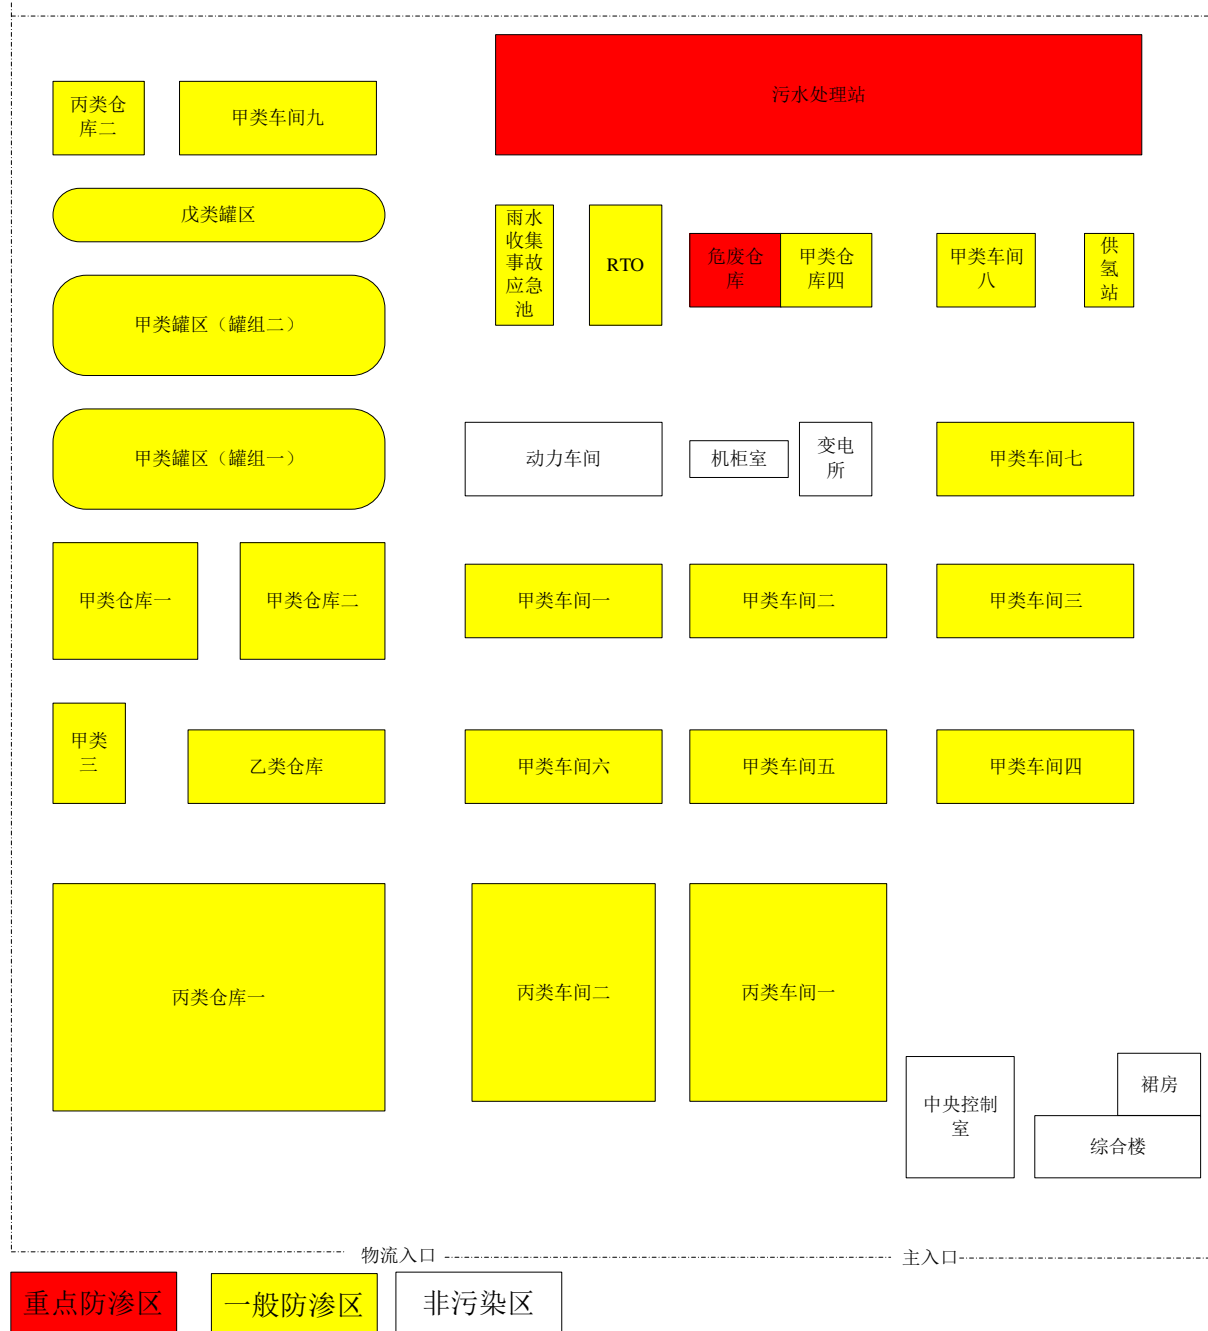 污水处理站
丙类仓
库二
甲类车间九
戊类罐区
雨水
收集
事故
应急
池
RTO
危废仓
库
甲类仓
库四
甲类车间
八
供
氢
站
甲类罐区（罐组二）
甲类罐区（罐组一）
动力车间
机柜室
变电
所
甲类车间七
甲类仓库一
甲类仓库二
甲类车间一
甲类车间二
甲类车间三
甲类
三
乙类仓库
甲类车间六
甲类车间五
甲类车间四
丙类仓库一
丙类车间二
丙类车间一
中央控制
室
裙房
综合楼
物流入口
主入口
重点防渗区
一般防渗区
非污染区